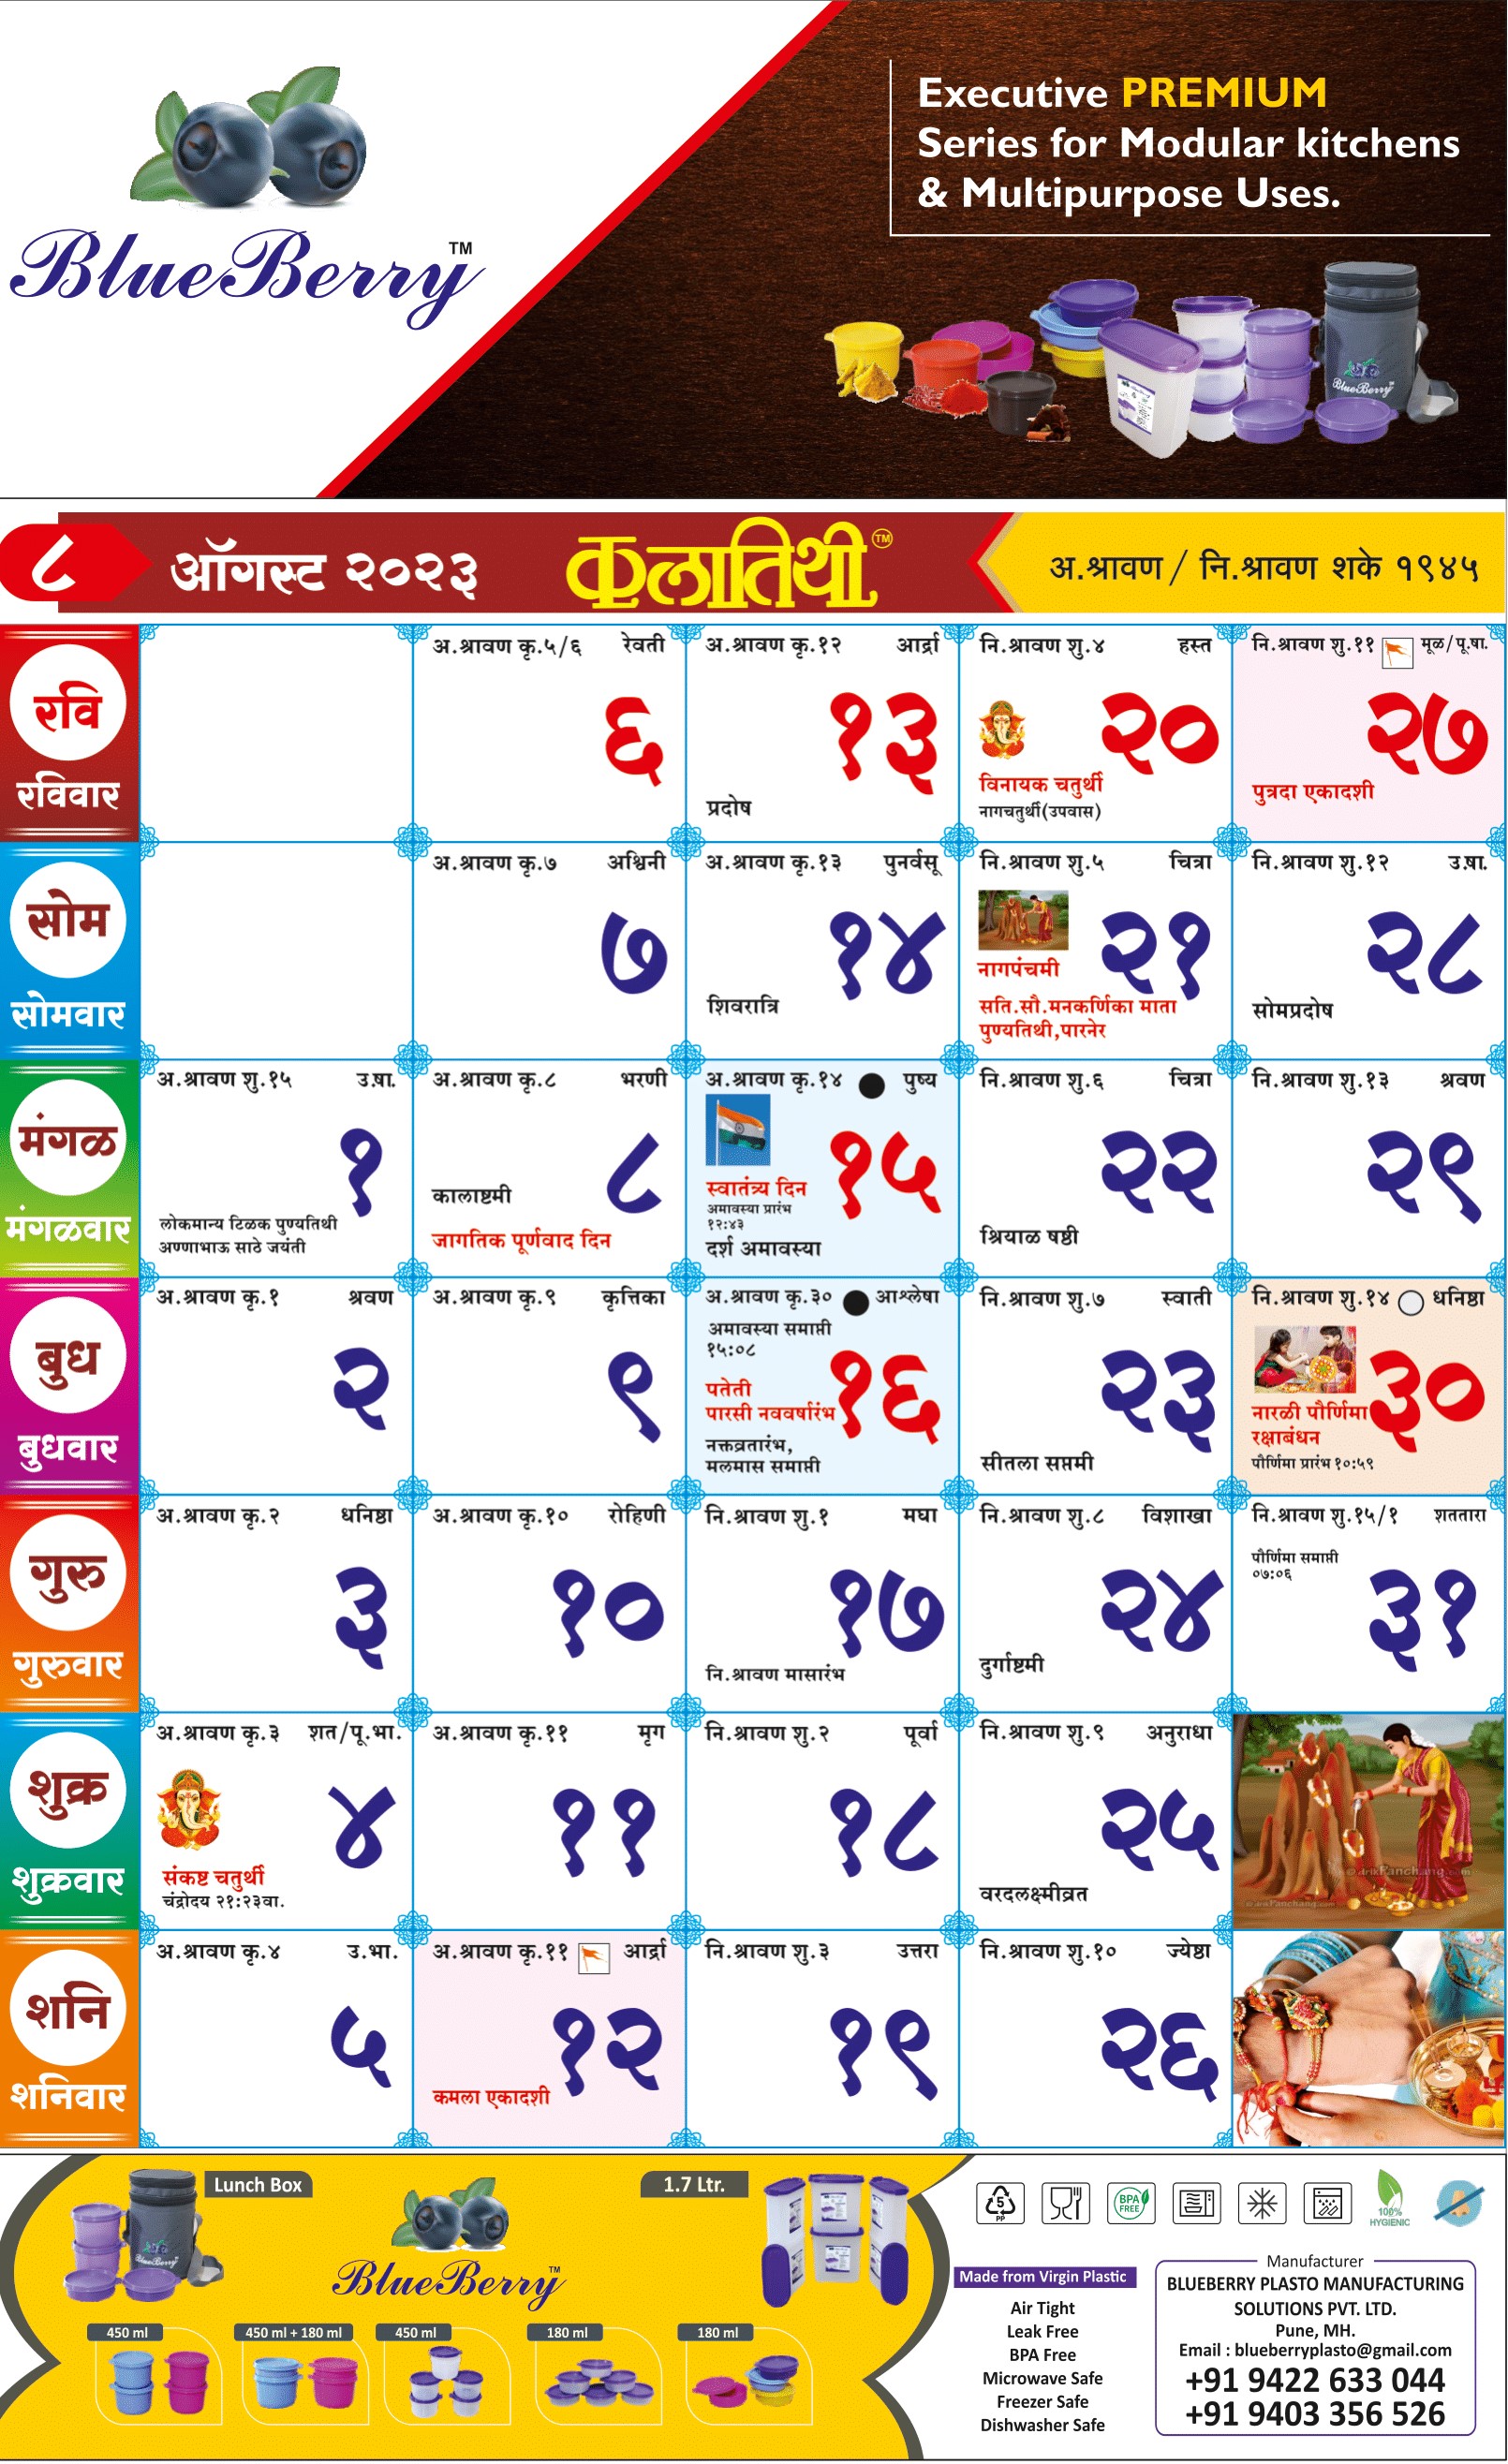 BlueBerry™
Executive PREMIUM
Series for Modular kitchens
& Multipurpose Uses.
BlueBerry
८
ऑगस्ट २०२३
कलातिथी™
अ.श्रावण / नि.श्रावण शके १९४५
रवि
रविवार
अ.श्रावण कृ.५/६ रेवती
६
अ.श्रावण कृ.१२ आर्द्रा
१३
प्रदोष
नि.श्रावण शु.४ हस्त
२०
विनायक चतुर्थी
नागचतुर्थी(उपवास)
नि.श्रावण शु.११ मूळ/पू.षा.
२७
पुत्रदा एकादशी
सोम
सोमवार
अ.श्रावण कृ.७ अश्विनी
७
अ.श्रावण कृ.१३ पुनर्वसू
१४
शिवरात्रि
नि.श्रावण शु.५ चित्रा
२१
नागपंचमी
सति.सौ.मनकर्णिका माता
पुण्यतिथी,पारनेर
नि.श्रावण शु.१२ उ.षा.
२८
सोमप्रदोष
मंगळ
मंगळवार
अ.श्रावण शु.१५ उ.षा.
१
लोकमान्य टिळक पुण्यतिथी
अण्णाभाऊ साठे जयंती
अ.श्रावण कृ.८ भरणी
८
कालाष्टमी
जागतिक पूर्णवाद दिन
अ.श्रावण कृ.१४ पुष्य
१५
स्वातंत्र्य दिन
अमावस्या प्रारंभ
१२:४३
दर्श अमावस्या
नि.श्रावण शु.६ चित्रा
२२
श्रियाळ षष्ठी
नि.श्रावण शु.१३ श्रवण
२९
बुध
बुधवार
अ.श्रावण कृ.१ श्रवण
२
अ.श्रावण कृ.९ कृत्तिका
९
अ.श्रावण कृ.३० आश्लेषा
अमावस्या समाप्ती
१५:०८
१६
पतेती
पारसी नववर्षारंभ
नक्तव्रतारंभ,
मलमास समाप्ती
नि.श्रावण शु.७ स्वाती
२३
सीतला सप्तमी
नि.श्रावण शु.१४ धनिष्ठा
३०
नारळी पौर्णिमा
रक्षाबंधन
पौर्णिमा प्रारंभ १०:५९
गुरु
गुरुवार
अ.श्रावण कृ.२ धनिष्ठा
३
अ.श्रावण कृ.१० रोहिणी
१०
नि.श्रावण शु.१ मघा
१७
नि.श्रावण मासारंभ
नि.श्रावण शु.८ विशाखा
२४
दुर्गाष्टमी
नि.श्रावण शु.१५/१ शततारा
पौर्णिमा समाप्ती
०७:०६
३१
शुक्र
शुक्रवार
अ.श्रावण कृ.३ शत/पू.भा.
४
संकष्ट चतुर्थी
चंद्रोदय २१:२३वा.
अ.श्रावण कृ.११ मृग
११
नि.श्रावण शु.२ पूर्वा
१८
नि.श्रावण शु.९ अनुराधा
२५
वरदलक्ष्मीव्रत
शनि
शनिवार
अ.श्रावण कृ.४ उ.भा.
५
अ.श्रावण कृ.११ आर्द्रा
१२
कमला एकादशी
नि.श्रावण शु.३ उत्तरा
१९
नि.श्रावण शु.१० ज्येष्ठा
२६
Lunch Box
BlueBerry
BlueBerry™
1.7 Ltr.
450 ml
450 ml + 180 ml
450 ml
180 ml
180 ml
5
PP
BPA
FREE
100%
HYGIENIC
Made from Virgin Plastic
Air Tight
Leak Free
BPA Free
Microwave Safe
Freezer Safe
Dishwasher Safe
Manufacturer
BLUEBERRY PLASTO MANUFACTURING
SOLUTIONS PVT. LTD.
Pune, MH.
Email : blueberryplasto@gmail.com
+91 9422 633 044
+91 9403 356 526